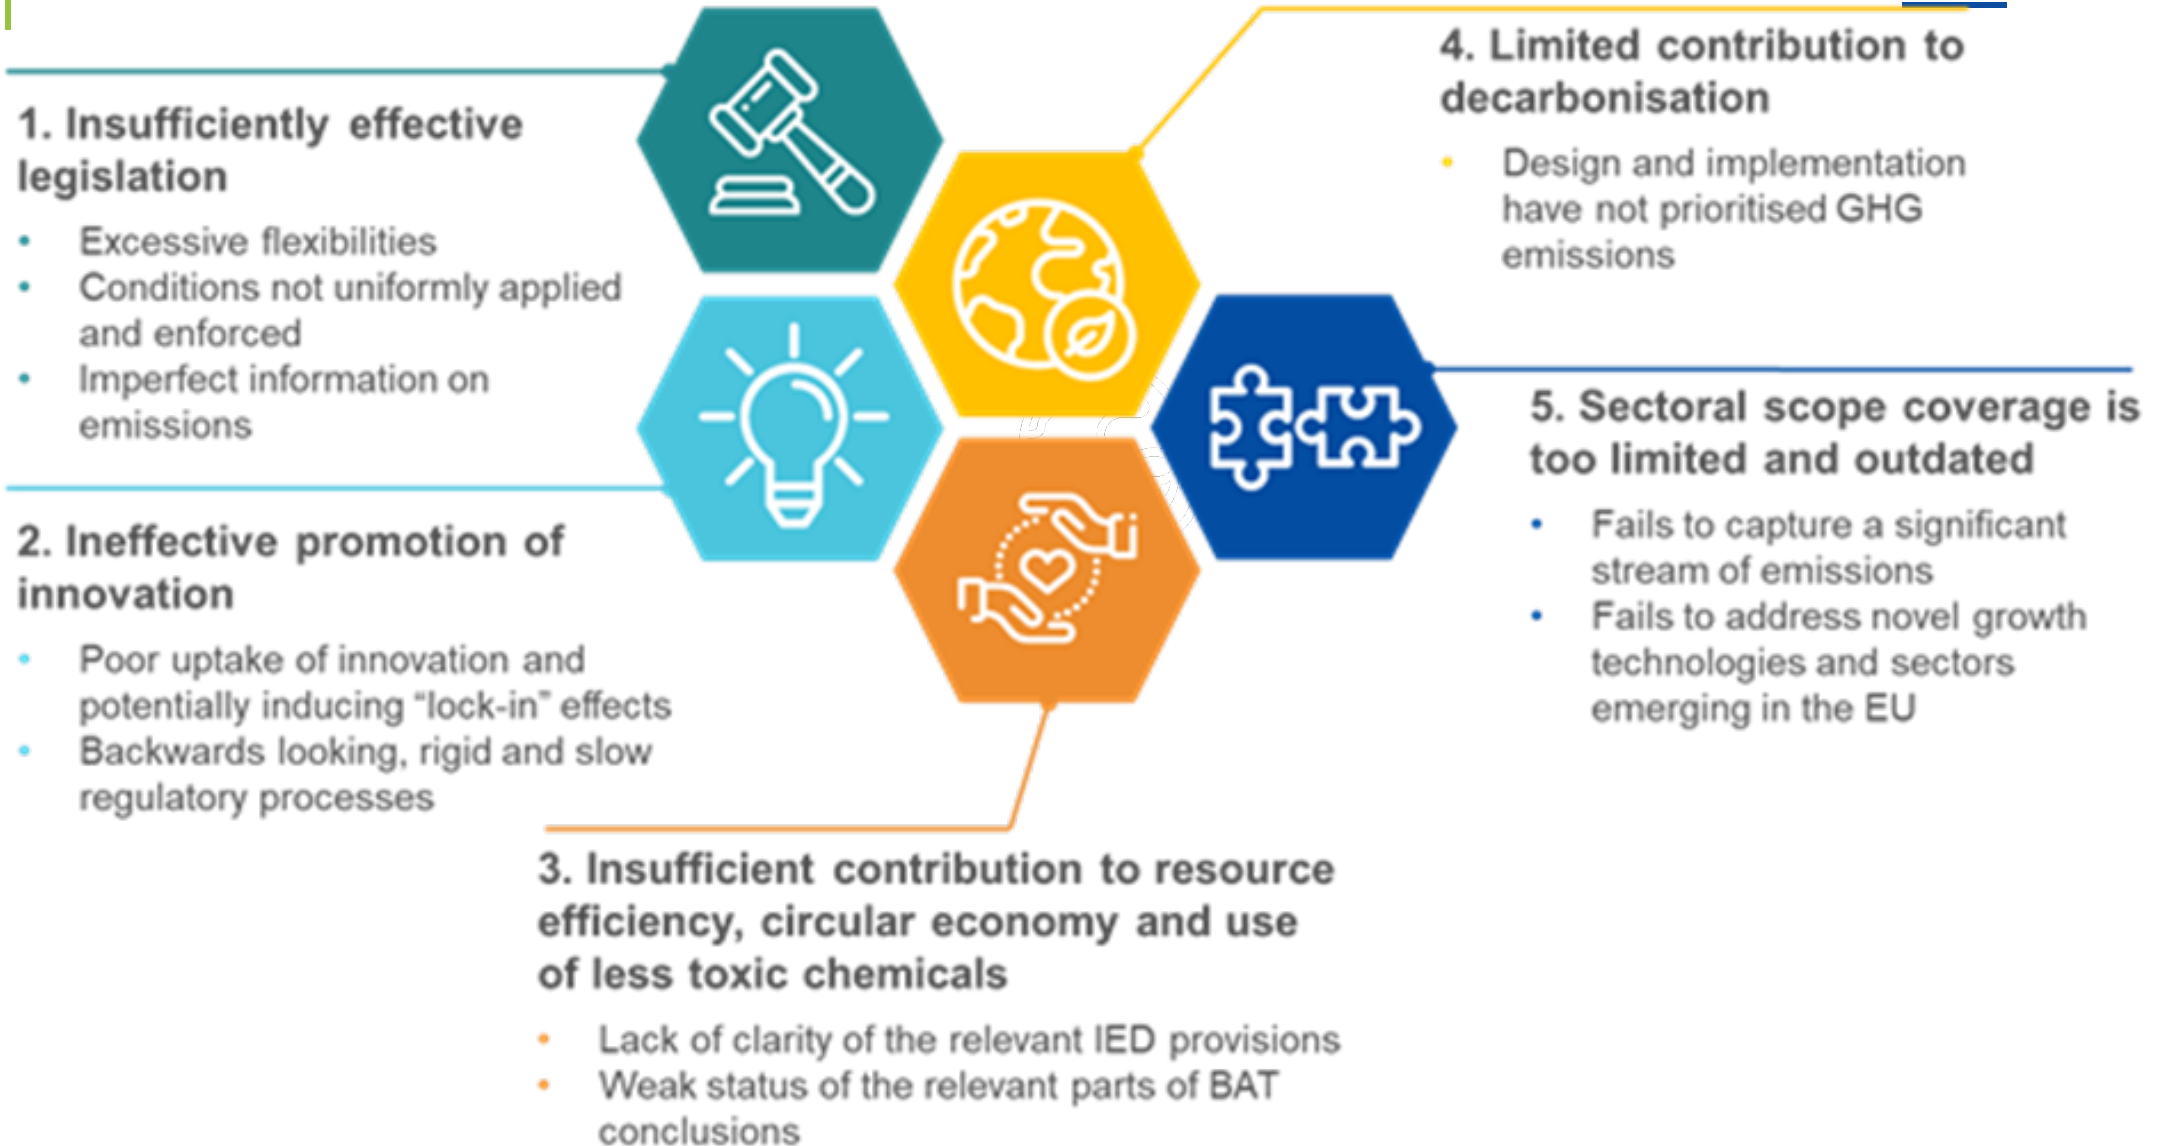 1. Insufficiently effective
legislation
• Excessive flexibilities
• Conditions not uniformly applied
and enforced
• Imperfect information on
emissions
2. Ineffective promotion of
innovation
• Poor uptake of innovation and
potentially inducing “lock-in” effects
• Backwards looking, rigid and slow
regulatory processes
3. Insufficient contribution to resource
efficiency, circular economy and use
of less toxic chemicals
• Lack of clarity of the relevant IED provisions
• Weak status of the relevant parts of BAT
conclusions
4. Limited contribution to
decarbonisation
• Design and implementation
have not prioritised GHG
emissions
5. Sectoral scope coverage is
too limited and outdated
• Fails to capture a significant
stream of emissions
• Fails to address novel growth
technologies and sectors
emerging in the EU